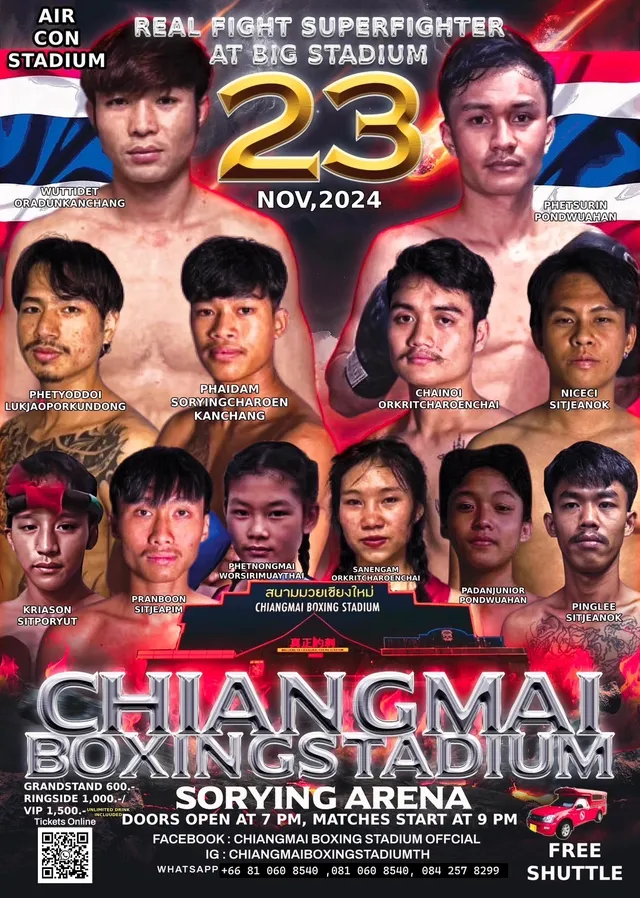 AIR
CON
STADIUM
REAL FIGHT SUPERFIGHTER
AT BIG STADIUM
23
NOV,2024
WUTTIDET
ORADUNKANCHANG
PHETSURIN
PONDWUAHAN
PHETYODDOI
LUKJAOPORKUNDONG
PHAIDAM
SORYINGCHAROEN
KANCHANG
CHAINOI
ORKRITCHAROENCHAI
NICECI
SITJEANOK
KRIASON
SITPORYUT
PRANBOON
SITJEAPIM
PHETNONGMAI
WORSIRIMUAYTHAI
SANENGAM
ORKRITCHAROENCHAI
PADANJUNIOR
PONDWUAHAN
PINGLEE
SITJEANOK
สนามมวยเชียงใหม่
CHIANGMAI BOXING STADIUM
CHIANGMAI
BOXINGSTADIUM
GRANDSTAND 600.-
RINGSIDE 1,000.-/
VIP 1,500.- UNLIMITED DRINK
INCLUUDED
Tickets Online
SORYING ARENA
DOORS OPEN AT 7 PM, MATCHES START AT 9 PM
FACEBOOK : CHIANGMAI BOXING STADIUM OFFCIAL
IG : CHIANGMAIBOXINGSTADIUMTH
WHATSAPP +66 81 060 8540 ,081 060 8540, 084 257 8299
FREE
SHUTTLE